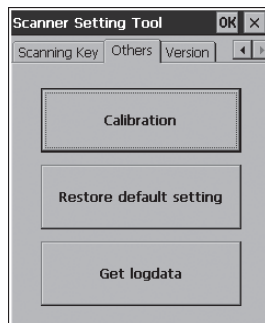 Scanner Setting Tool OK
Scanning Key Others Version
Calibration
Restore default setting
Get logdata